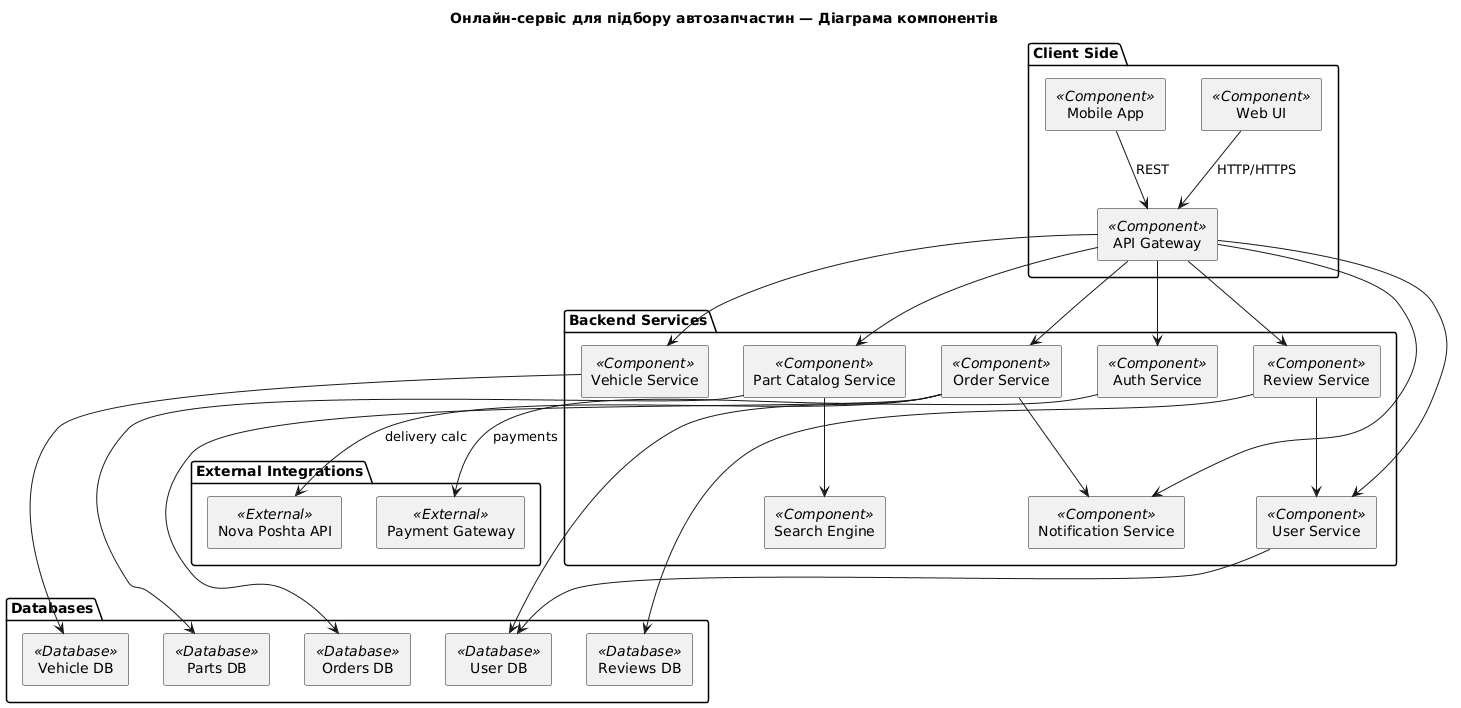 Онлайн-сервіс для підбору автозапчастин — Діаграма компонентів
Client Side
«Component»
Mobile App
«Component»
Web UI
REST
HTTP/HTTPS
«Component»
API Gateway
Backend Services
«Component»
Vehicle Service
«Component»
Part Catalog Service
«Component»
Order Service
«Component»
Auth Service
«Component»
Review Service
delivery calc
payments
External Integrations
«External»
Nova Poshta API
«External»
Payment Gateway
«Component»
Search Engine
«Component»
Notification Service
«Component»
User Service
Databases
«Database»
Vehicle DB
«Database»
Parts DB
«Database»
Orders DB
«Database»
User DB
«Database»
Reviews DB